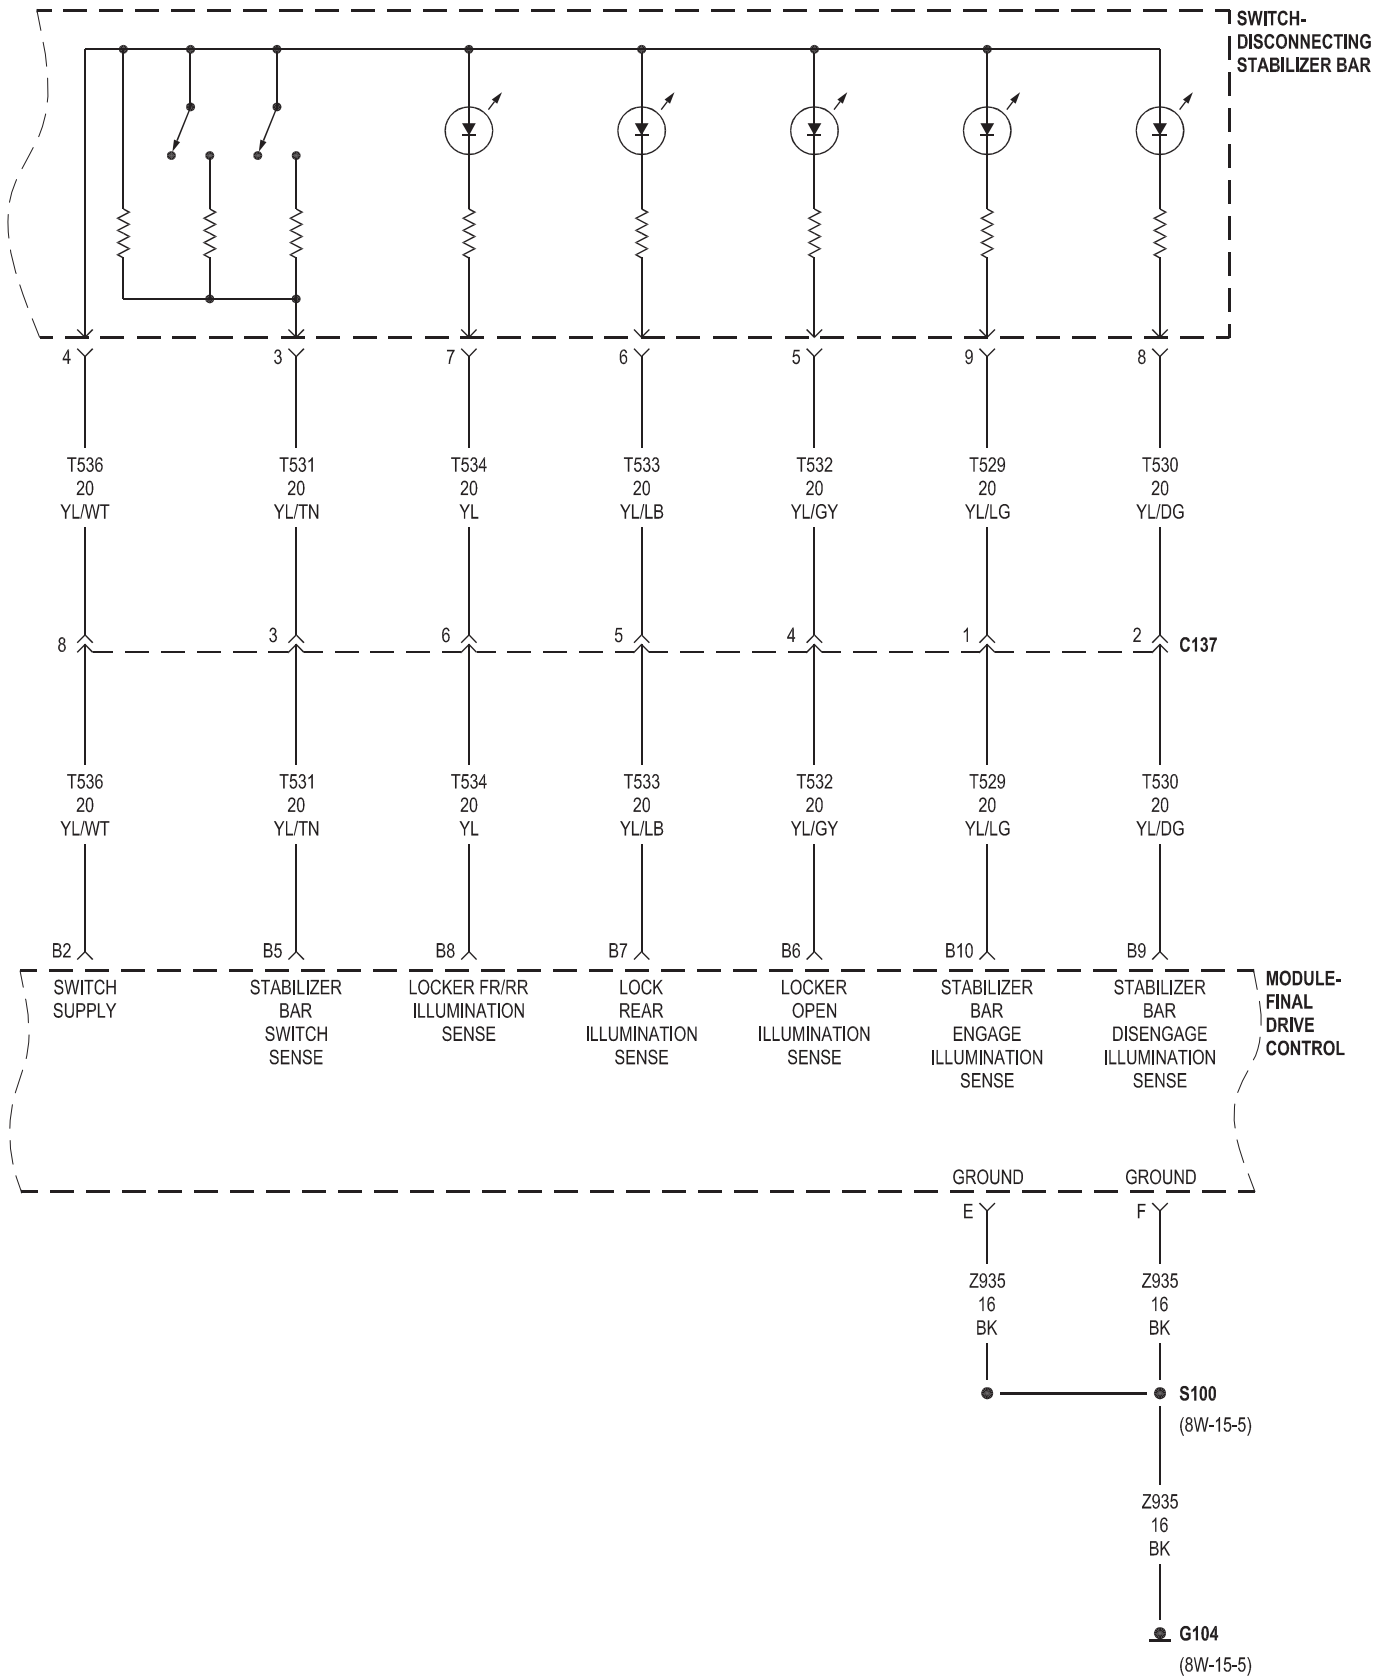 SWITCH-
DISCONNECTING
STABILIZER BAR
4 3 7 6 5 9 8
T536 T531 T534 T533 T532 T529 T530
20 20 20 20 20 20 20
YL/WT YL/TN YL YL/LB YL/GY YL/LG YL/DG
8 3 6 5 4 1 2 C137
T536 T531 T534 T533 T532 T529 T530
20 20 20 20 20 20 20
YL/WT YL/TN YL YL/LB YL/GY YL/LG YL/DG
B2 B5 B8 B7 B6 B10 B9
SWITCH
SUPPLY
STABILIZER
BAR
SWITCH
SENSE
LOCKER FR/RR
ILLUMINATION
SENSE
LOCK
REAR
ILLUMINATION
SENSE
LOCKER
OPEN
ILLUMINATION
SENSE
STABILIZER
BAR
ENGAGE
ILLUMINATION
SENSE
STABILIZER
BAR
DISENGAGE
ILLUMINATION
SENSE
MODULE-
FINAL
DRIVE
CONTROL
GROUND GROUND
E F
Z935 Z935
16 16
BK BK
S100
(8W-15-5)
Z935
16
BK
G104
(8W-15-5)